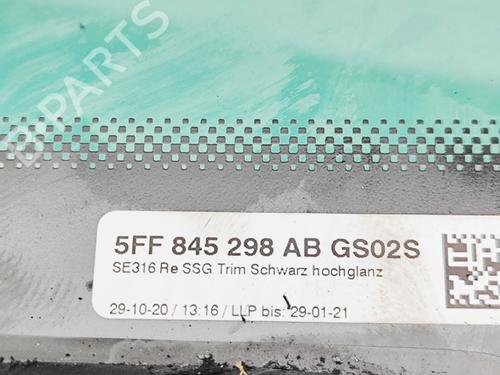 B-PARTS
5FF 845 298 AB GS02S
SE316 Re SSG Trim Schwarz hochglanz
29-10-20 / 13:16 / LLP bis: 29-01-21